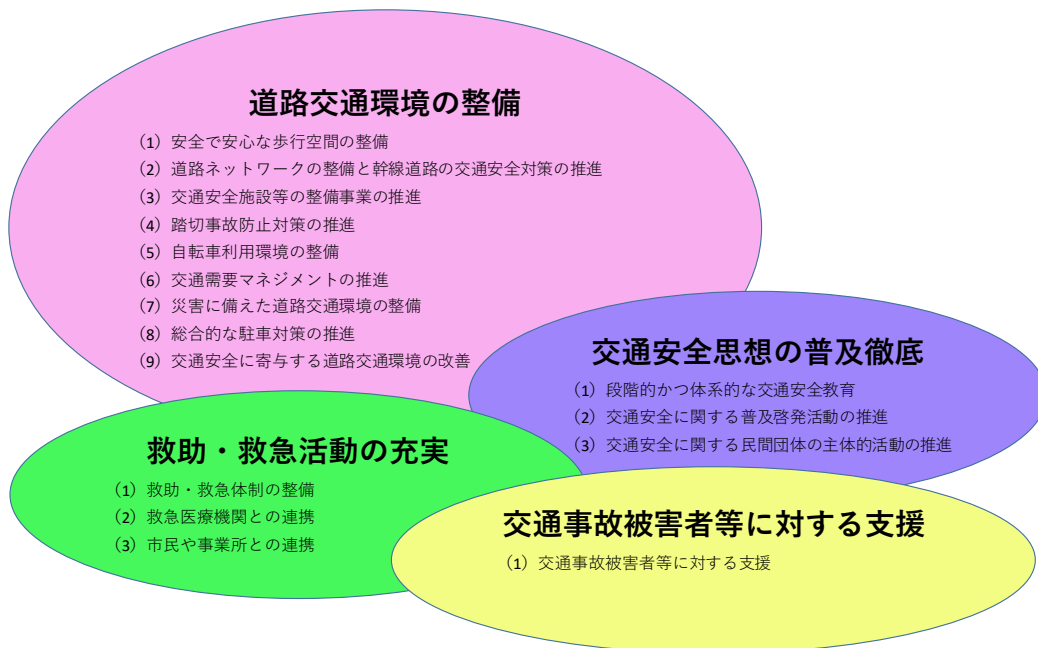 道路交通環境の整備
（1）安全で安心な歩行空間の整備
（2）道路ネットワークの整備と幹線道路の交通安全対策の推進
（3）交通安全施設等の整備事業の推進
（4）踏切事故防止対策の推進
（5）自転車利用環境の整備
（6）交通需要マネジメントの推進
（7）災害に備えた道路交通環境の整備
（8）総合的な駐車対策の推進
（9）交通安全に寄与する道路交通環境の改善
交通安全思想の普及徹底
（1）段階的かつ体系的な交通安全教育
（2）交通安全に関する普及啓発活動の推進
（3）交通安全に関する民間団体の主体的活動の推進
救助・救急活動の充実
（1）救助・救急体制の整備
（2）救急医療機関との連携
（3）市民や事業所との連携
交通事故被害者等に対する支援
（1）交通事故被害者等に対する支援